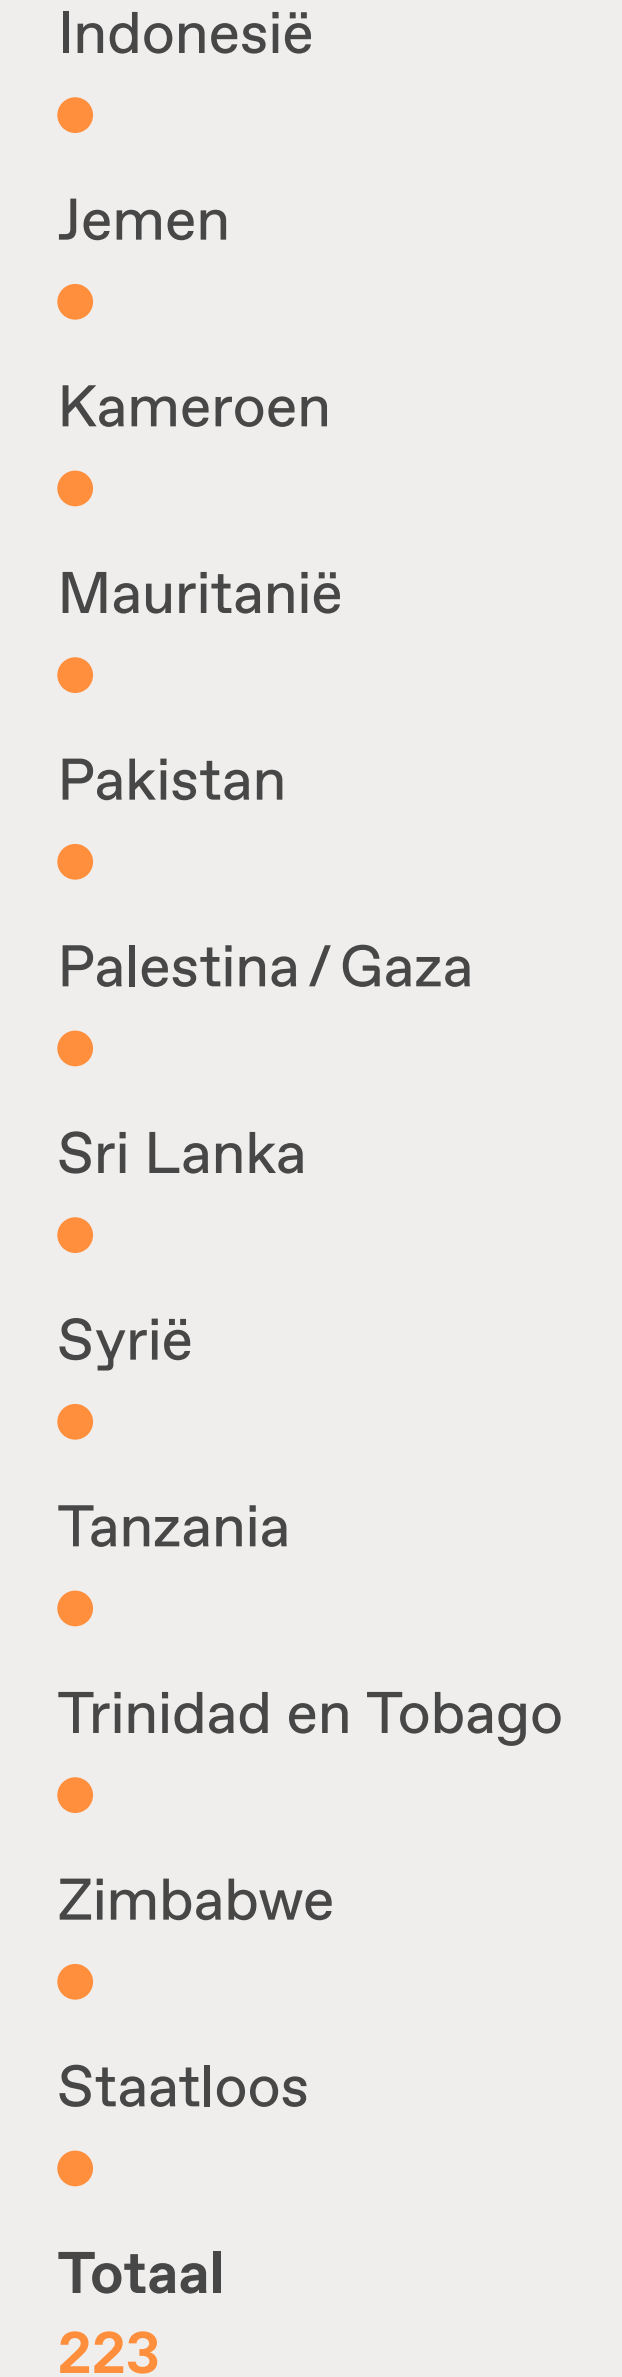 Indonesië
Jemen
Kameroen
Mauritanië
Pakistan
Palestina / Gaza
Sri Lanka
Syrië
Tanzania
Trinidad en Tobago
Zimbabwe
Staatloos
Totaal
223